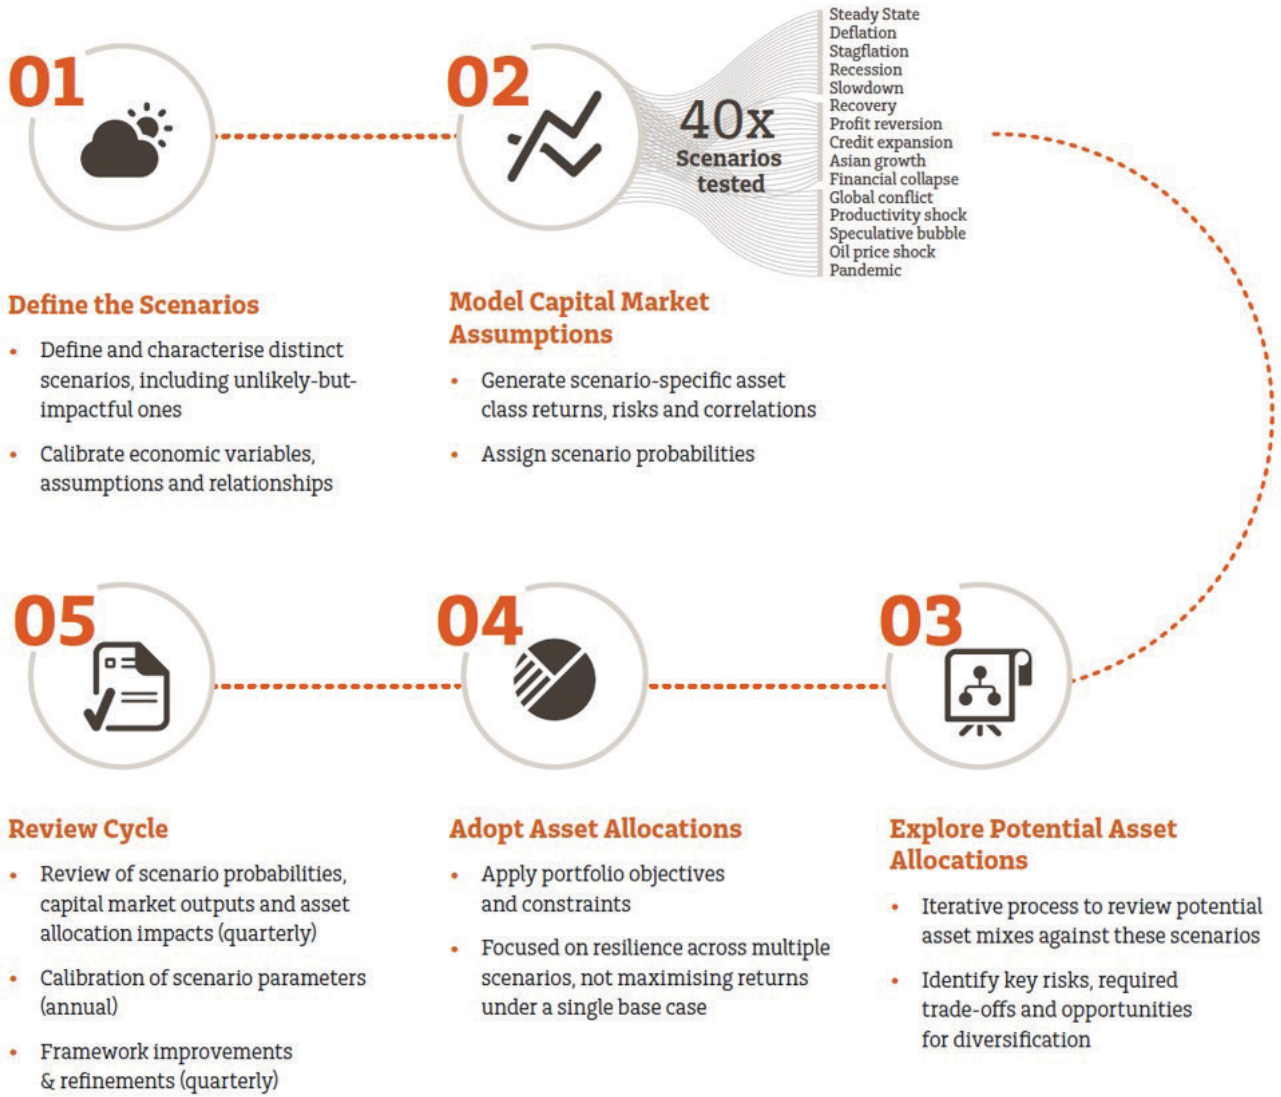 01
02
40x
Scenarios
tested
Steady State
Deflation
Stagflation
Recession
Slowdown
Recovery
Profit reversion
Credit expansion
Asian growth
Financial collapse
Global conflict
Productivity shock
Speculative bubble
Oil price shock
Pandemic
Define the Scenarios
• Define and characterise distinct
scenarios, including unlikely-but-
impactful ones
• Calibrate economic variables,
assumptions and relationships
Model Capital Market
Assumptions
• Generate scenario-specific asset
class returns, risks and correlations
• Assign scenario probabilities
05
04
03
Review Cycle
• Review of scenario probabilities,
capital market outputs and asset
allocation impacts (quarterly)
• Calibration of scenario parameters
(annual)
• Framework improvements
& refinements (quarterly)
Adopt Asset Allocations
• Apply portfolio objectives
and constraints
• Focused on resilience across multiple
scenarios, not maximising returns
under a single base case
Explore Potential Asset
Allocations
• Iterative process to review potential
asset mixes against these scenarios
• Identify key risks, required
trade-offs and opportunities
for diversification